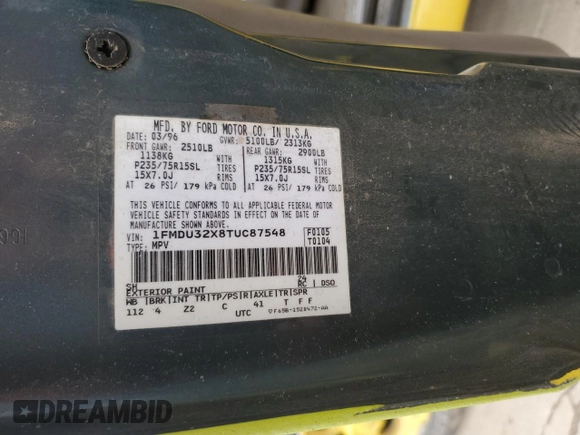 MFD. BY FORD MOTOR CO. IN U.S.A.
DATE: 03/96 GVWR: 5100LB/ 2313KG
FRONT GAWR: 2510LB REAR GAWR: 2900LB
1138KG WITH 1315KG WITH
P235/75R15SL TIRES P235/75R15SL TIRES
15X7.0J RIMS 15X7.0J RIMS
AT 26 PSI/ 179 kPA COLD AT 26 PSI/ 179 kPA COLD
THIS VEHICLE CONFORMS TO ALL APPLICABLE FEDERAL MOTOR
VEHICLE SAFETY STANDARDS IN EFFECT ON THE DATE OF
MANUFACTURE SHOWN ABOVE.
VIN: 1FMDU32X8TUC87548 F0105
TYPE: MPV T0104
SH 24
EXTERIOR PAINT RC DSO
WB BRK INT TR TP/PS R AXLE TR SPR
112 4 Z2 C 41 T F F
UTC
DREAMBID